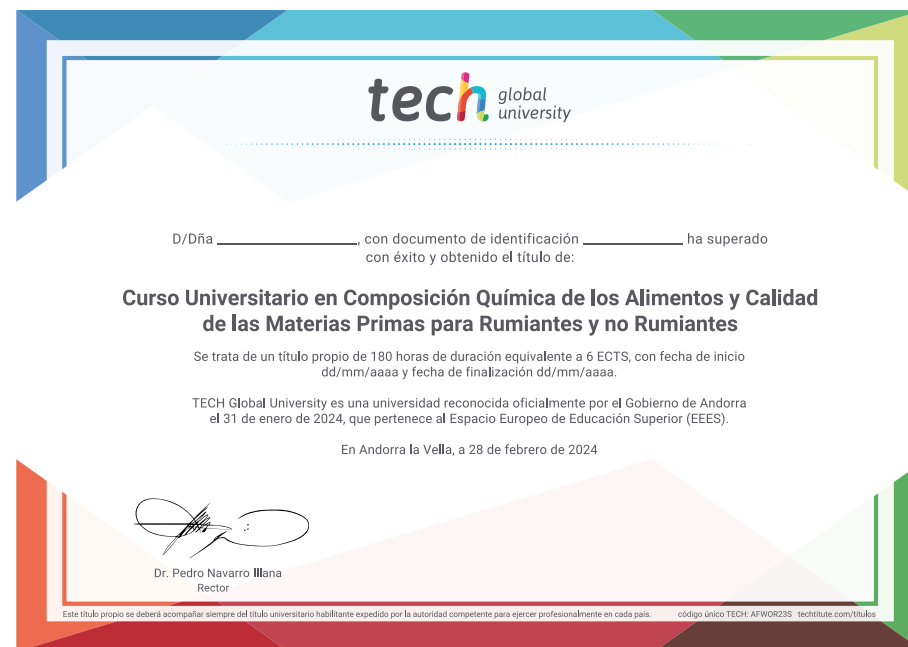 tech global university
D/Dña ____________________, con documento de identificación ______________ ha superado
con éxito y obtenido el título de:
Curso Universitario en Composición Química de los Alimentos y Calidad
de las Materias Primas para Rumiantes y no Rumiantes
Se trata de un título propio de 180 horas de duración equivalente a 6 ECTS, con fecha de inicio
dd/mm/aaaa y fecha de finalización dd/mm/aaaa.
TECH Global University es una universidad reconocida oficialmente por el Gobierno de Andorra
el 31 de enero de 2024, que pertenece al Espacio Europeo de Educación Superior (EEES).
En Andorra la Vella, a 28 de febrero de 2024
Dr. Pedro Navarro Illana
Rector
Este título propio se deberá acompañar siempre del título universitario habilitante expedido por la autoridad competente para ejercer profesionalmente en cada país. código único TECH: AFWOR23S techtitute.com/titulos